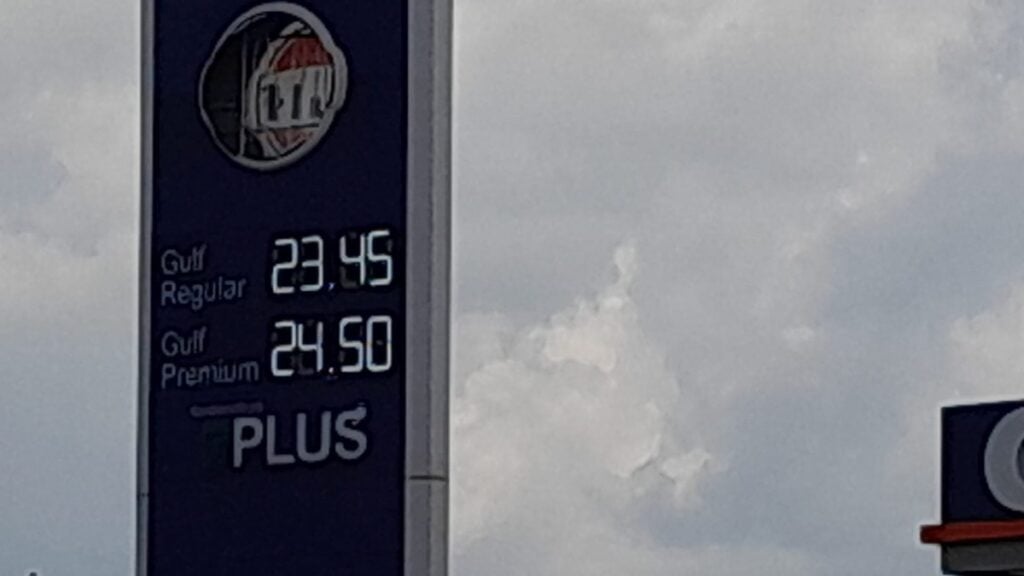 Gulf
Regular
23.45
Gulf
Premium
24.50
PLUS